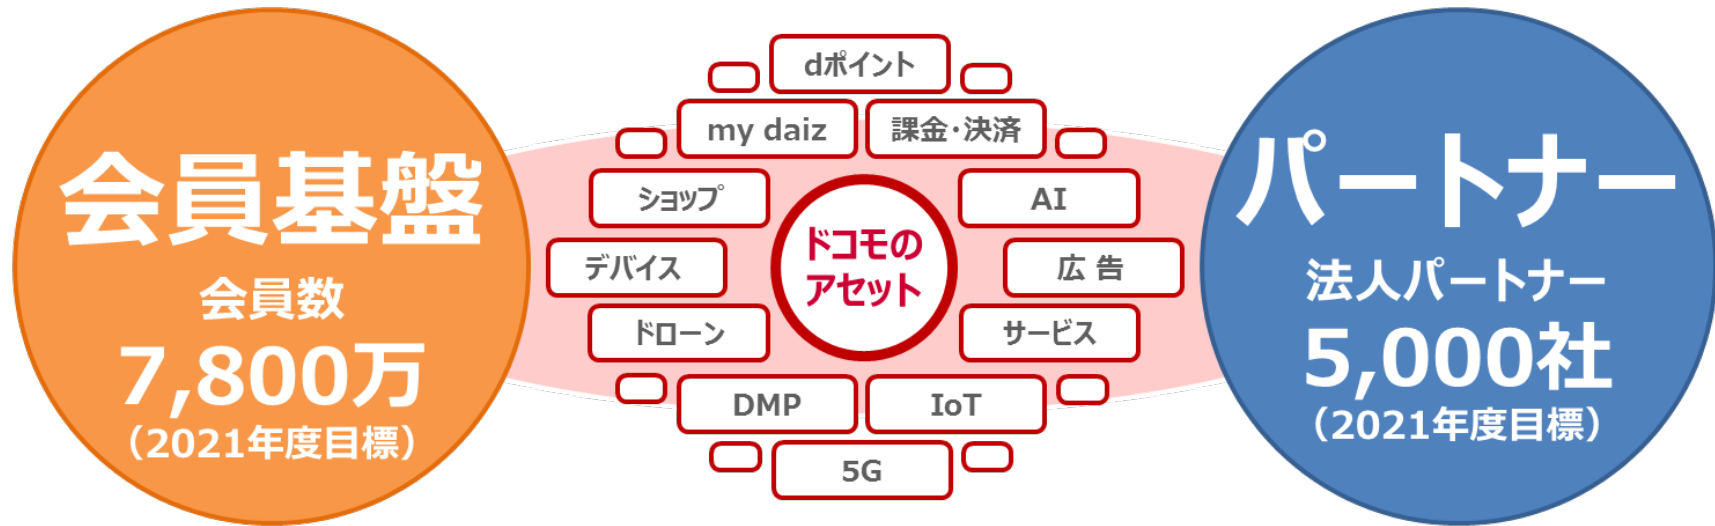 会員基盤
会員数
7,800万
（2021年度目標）
dポイント
my daiz
課金・決済
ショップ
AI
デバイス
ドコモの
アセット
広 告
ドローン
サービス
DMP
IoT
5G
パートナー
法人パートナー
5,000社
（2021年度目標）